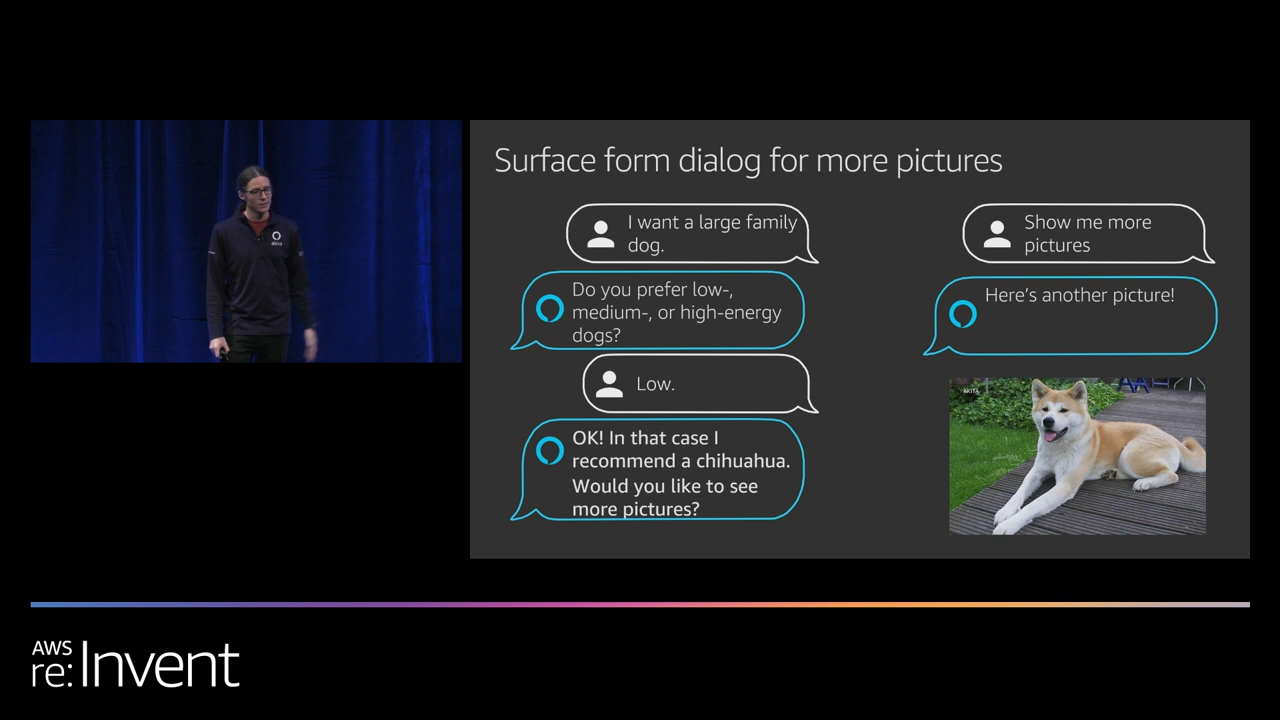 Surface form dialog for more pictures
I want a large family
dog.
Do you prefer low-,
medium-, or high-energy
dogs?
Low.
OK! In that case I
recommend a chihuahua.
Would you like to see
more pictures?
Show me more
pictures
Here's another picture!
AKITA
alexa
AWS
re:Invent